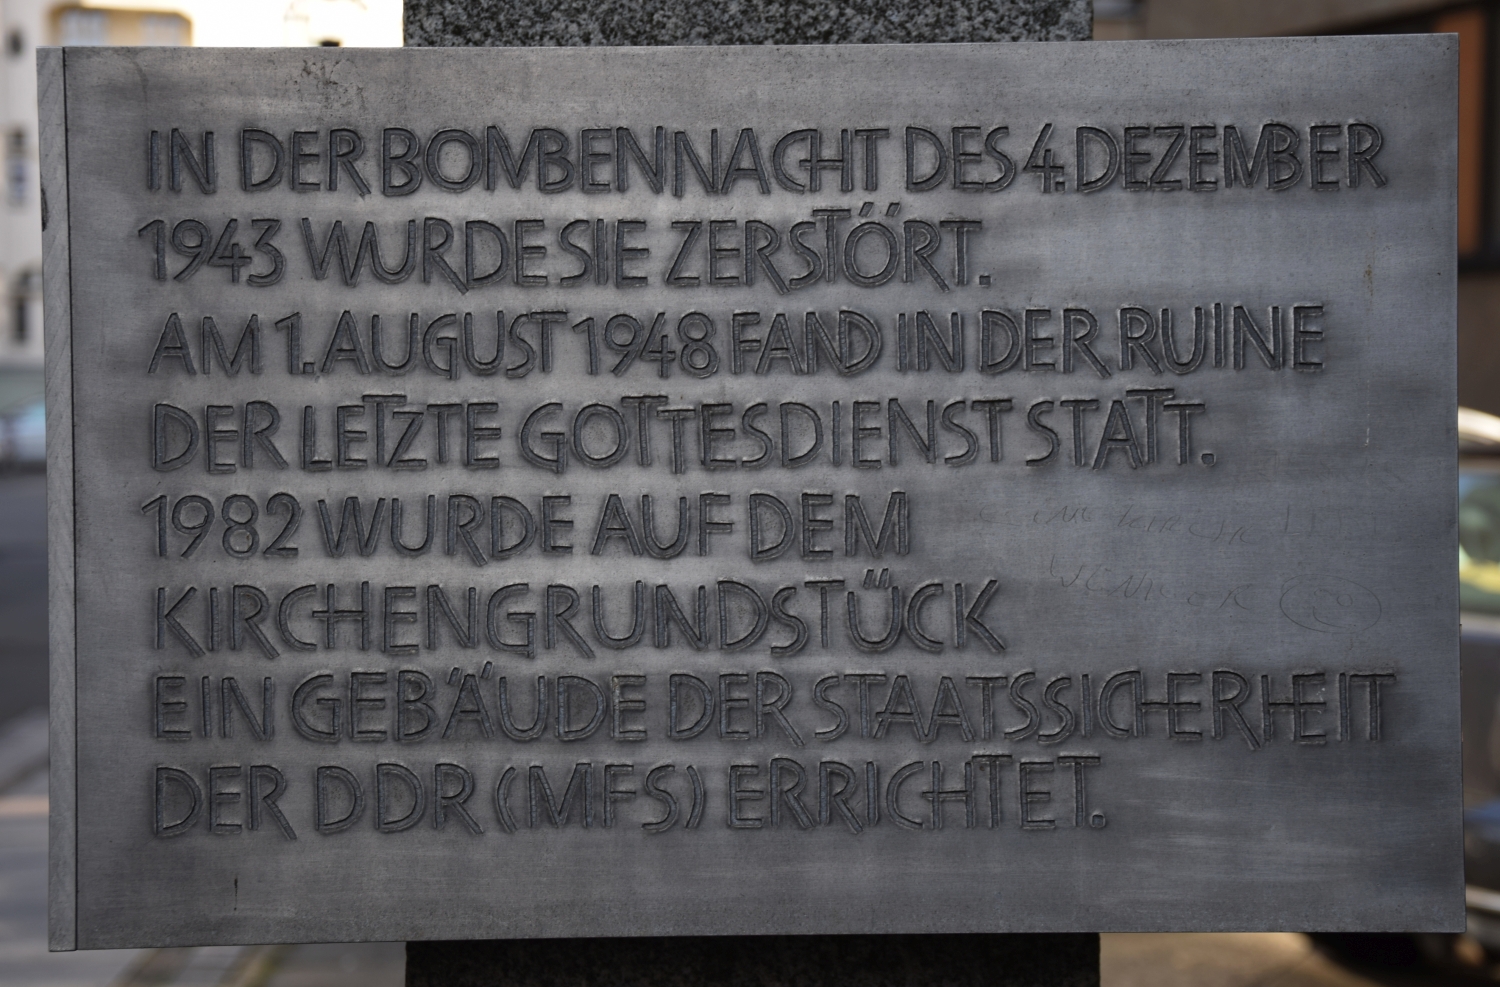 IN DER BOMBENNACHT DES 4. DEZEMBER
1943 WURDE SIE ZERSTÖRT.
AM 1. AUGUST 1948 FAND IN DER RUINE
DER LETZTE GOTTESDIENST STATT.
1982 WURDE AUF DEM
KIRCHENGRUNDSTÜCK
EIN GEBÄUDE DER STAATSSICHERHEIT
DER DDR (MFS) ERRICHTET.